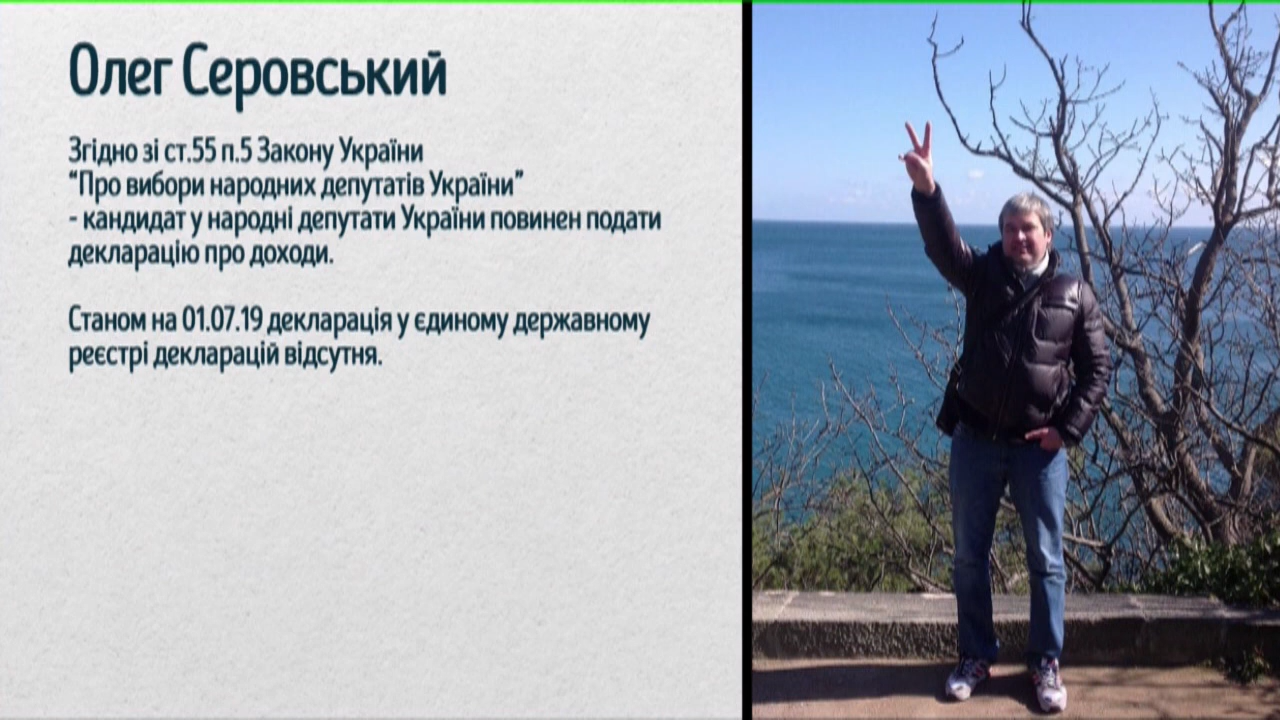 Олег Серовський
Згідно зі ст.55 п.5 Закону України
“Про вибори народних депутатів України”
- кандидат у народні депутати України повинен подати
декларацію про доходи.
Станом на 01.07.19 декларація у єдиному державному
реєстрі декларацій відсутня.